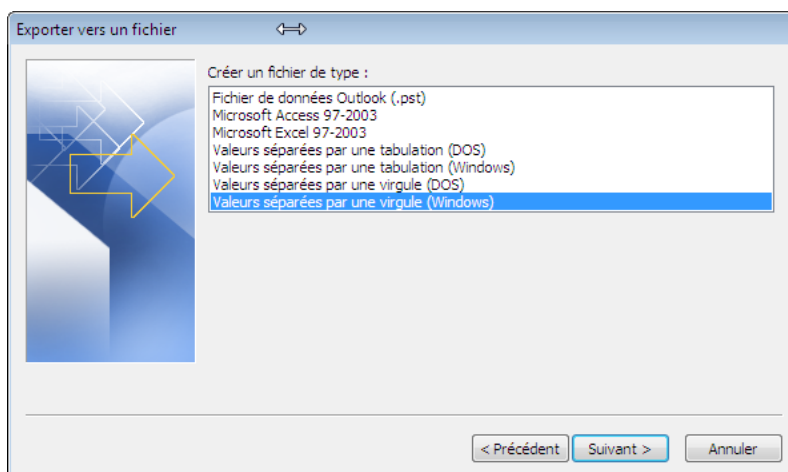 Exporter vers un fichier
Créer un fichier de type :
Fichier de données Outlook (.pst)
Microsoft Access 97-2003
Microsoft Excel 97-2003
Valeurs séparées par une tabulation (DOS)
Valeurs séparées par une tabulation (Windows)
Valeurs séparées par une virgule (DOS)
Valeurs séparées par une virgule (Windows)
< Précédent Suivant > Annuler